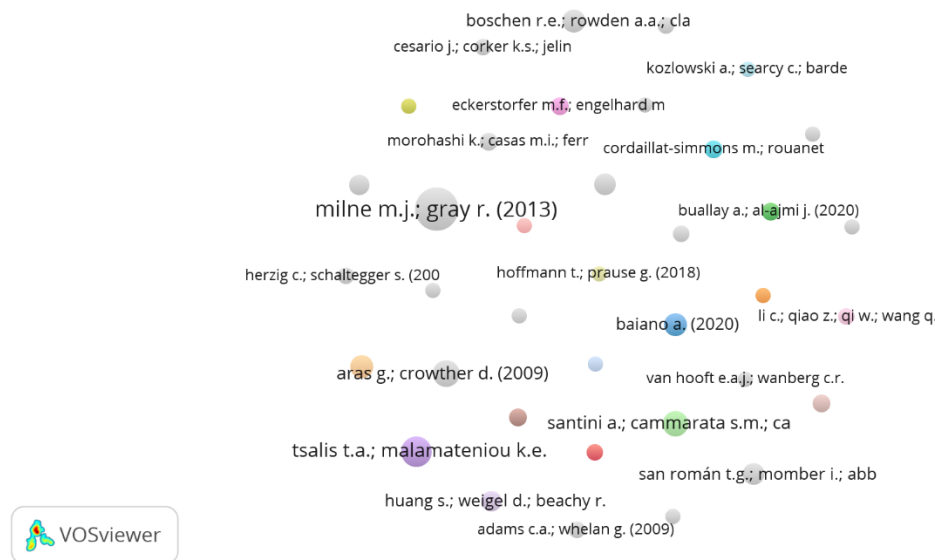 boschen r.e.; rowden a.a.; cla
cesario j.; corker k.s.; jelin
kozlowski a.; searcy c.; barde
eckerstorfer m.f.; engelhard m
morohashi k.; casas m.i.; ferr
cordaillat-simmons m.; rouanet
milne m.j.; gray r. (2013)
buallay a.; al-ajmi j. (2020)
herzig c.; schaltegger s. (200
hoffmann t.; prause g. (2018)
li c.; qiao z.; qi w.; wang q.
baiano a. (2020)
aras g.; crowther d. (2009)
van hooft e.a.j.; wanberg c.r.
santini a.; cammarata s.m.; ca
tsalis t.a.; malamateniou k.e.
san román t.g.; momber i.; abb
huang s.; weigel d.; beachy r.
adams c.a.; whelan g. (2009)
VOSviewer